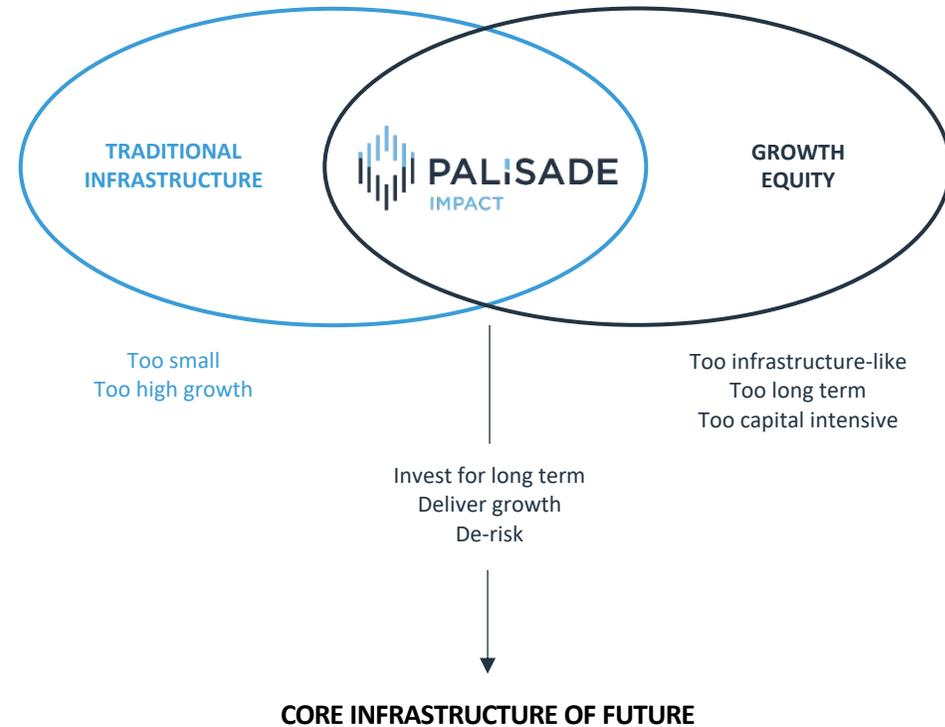 TRADITIONAL
INFRASTRUCTURE
PALISADE
IMPACT
GROWTH
EQUITY
Too small
Too high growth
Too infrastructure-like
Too long term
Too capital intensive
Invest for long term
Deliver growth
De-risk
CORE INFRASTRUCTURE OF FUTURE